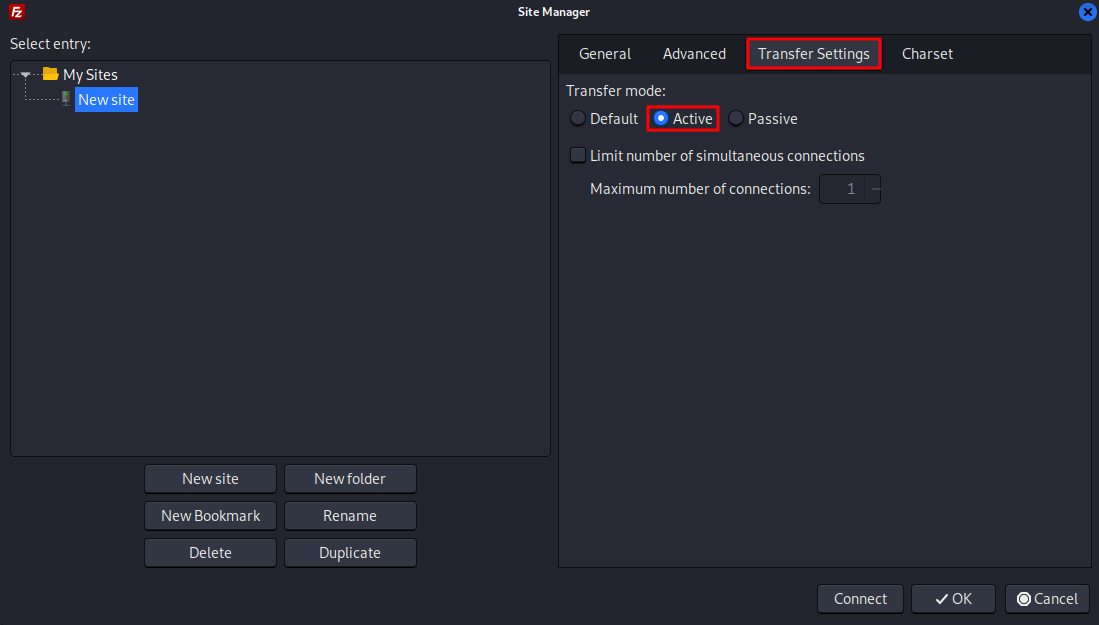 Fz
Site Manager
Select entry:
My Sites
New site
New site
New folder
New Bookmark
Rename
Delete
Duplicate
General
Advanced
Transfer Settings
Charset
Transfer mode:
Default
Active
Passive
Limit number of simultaneous connections
Maximum number of connections:
1
Connect
OK
Cancel